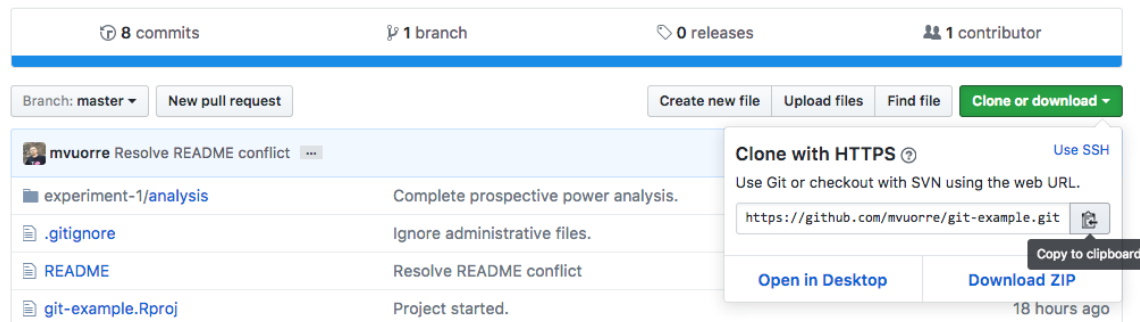 8 commits 1 branch 0 releases 1 contributor
Branch: master New pull request Create new file Upload files Find file Clone or download
mvuorre Resolve README conflict ...
Clone with HTTPS ? Use SSH
Use Git or checkout with SVN using the web URL.
experiment-1/analysis Complete prospective power analysis.
https://github.com/mvuorre/git-example.git
.gitignore Ignore administrative files.
Copy to clipboard
README Resolve README conflict
Open in Desktop Download ZIP
git-example.Rproj Project started. 18 hours ago